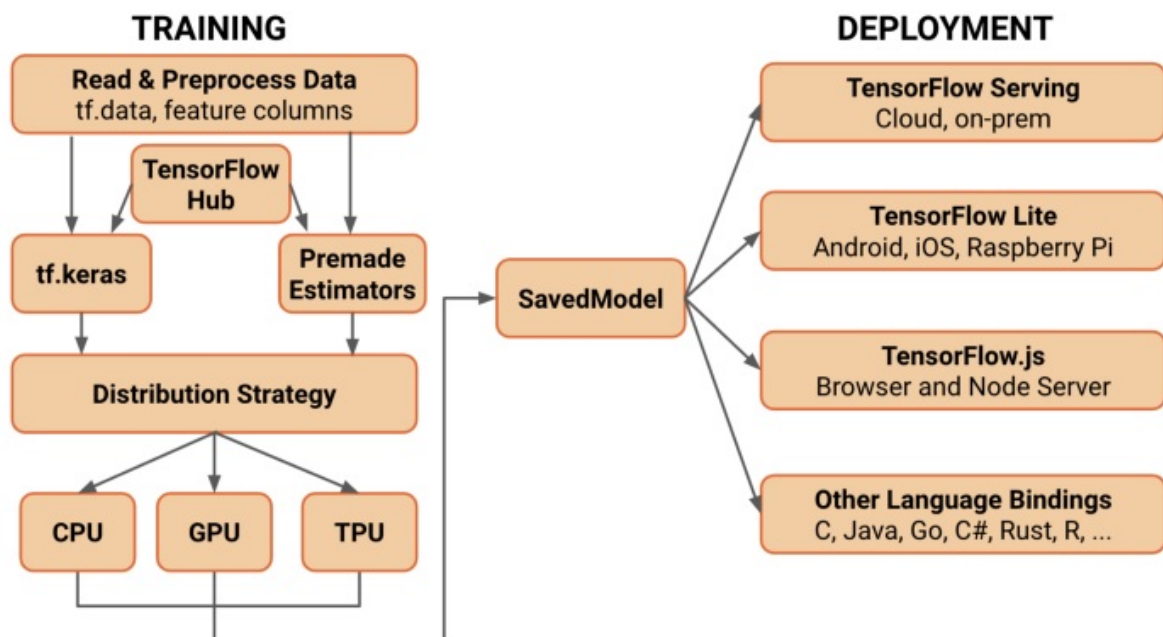 TRAINING
Read & Preprocess Data
tf.data, feature columns
TensorFlow
Hub
tf.keras
Premade
Estimators
Distribution Strategy
CPU
GPU
TPU
SavedModel
DEPLOYMENT
TensorFlow Serving
Cloud, on-prem
TensorFlow Lite
Android, iOS, Raspberry Pi
TensorFlow.js
Browser and Node Server
Other Language Bindings
C, Java, Go, C#, Rust, R, ...